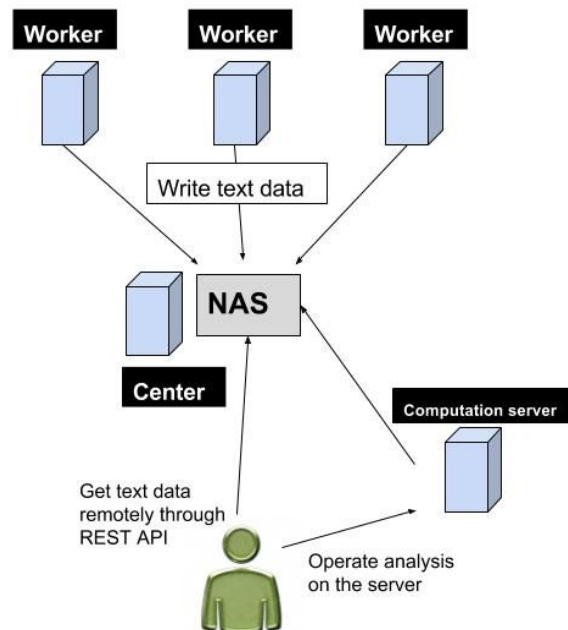 Worker
Worker
Worker
Write text data
NAS
Center
Computation server
Get text data
remotely through
REST API
Operate analysis
on the server